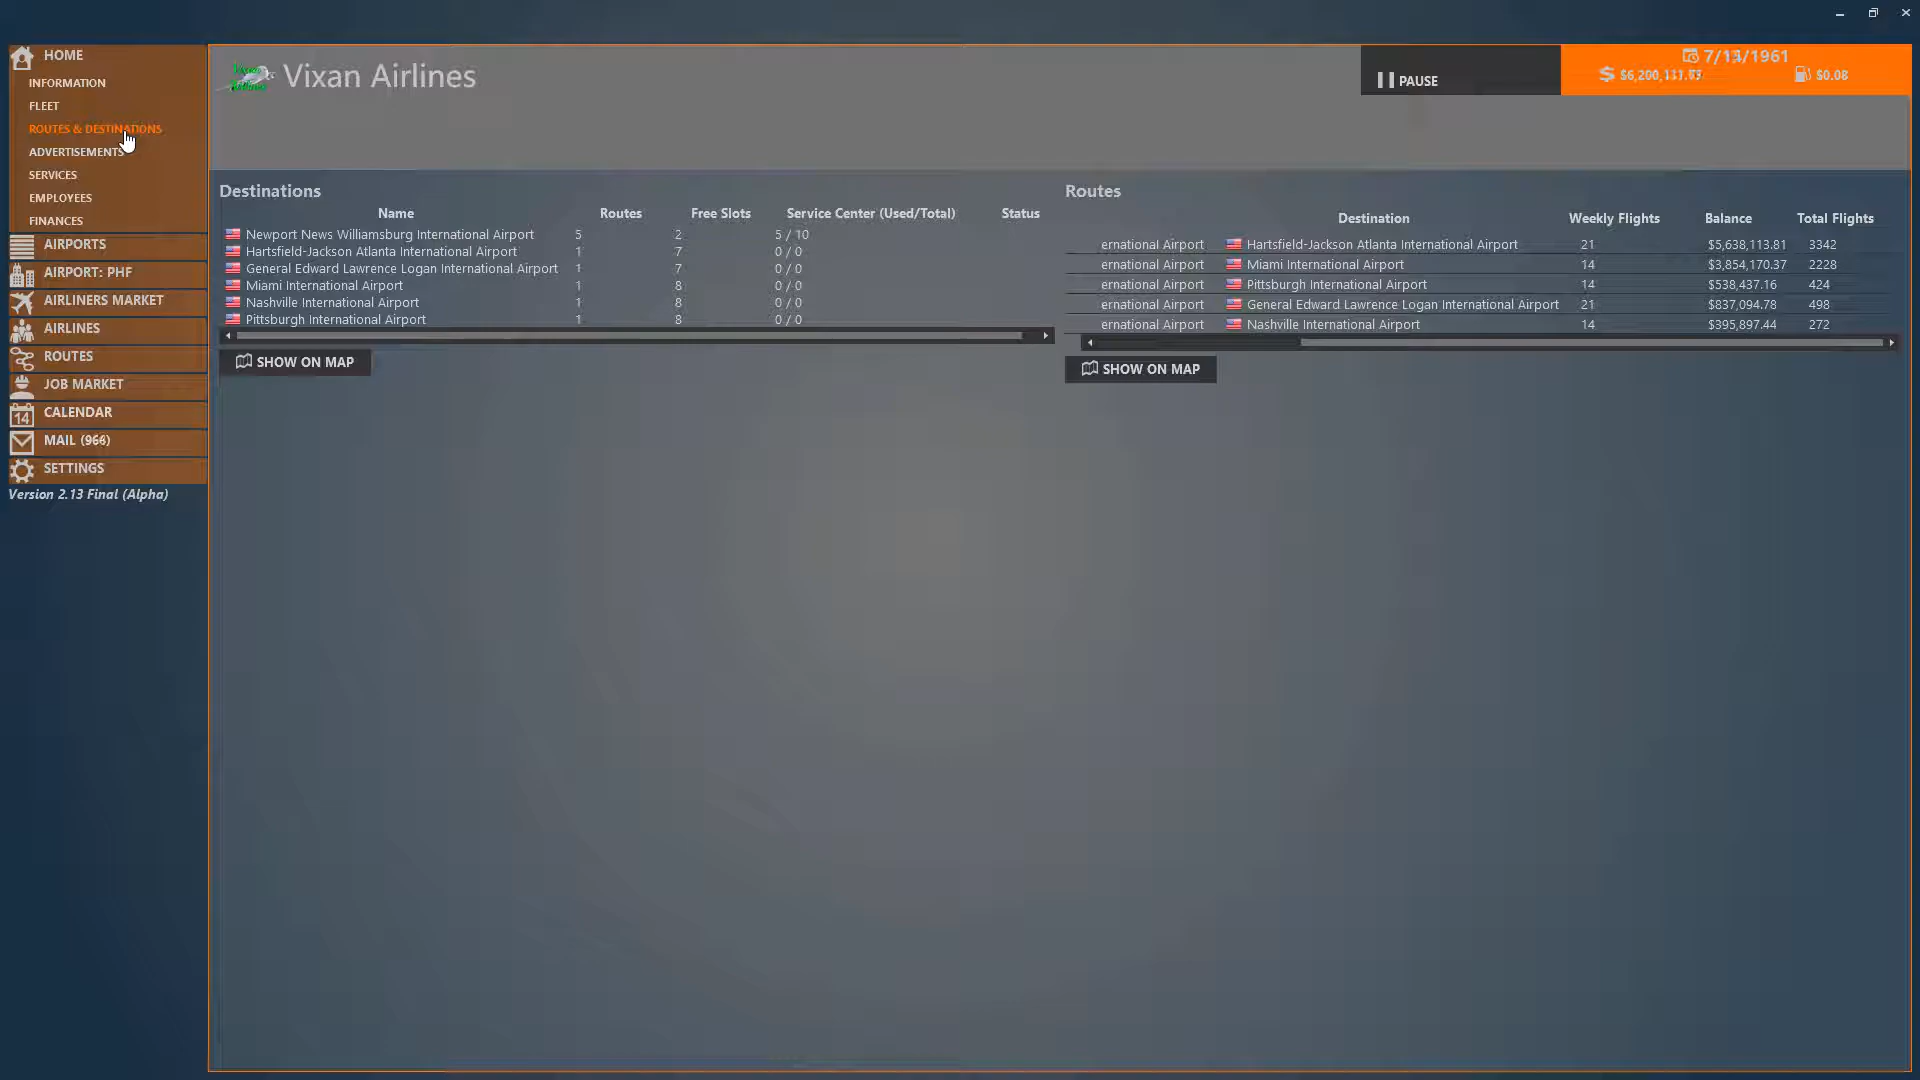 HOME
INFORMATION
FLEET
ROUTES & DESTINATIONS
ADVERTISEMENTS
SERVICES
EMPLOYEES
FINANCES
AIRPORTS
AIRPORT: PHF
AIRLINERS MARKET
AIRLINES
ROUTES
JOB MARKET
14 CALENDAR
MAIL (966)
SETTINGS
Version 2.13 Final (Alpha)
Vixan Airlines
PAUSE
$0.08
Destinations
Name Routes Free Slots Service Center (Used/Total) Status
Newport News Williamsburg International Airport 5 2 5 / 10
Hartsfield-Jackson Atlanta International Airport 1 7 0 / 0
General Edward Lawrence Logan International Airport 1 7 0 / 0
Miami International Airport 1 8 0 / 0
Nashville International Airport 1 8 0 / 0
Pittsburgh International Airport 1 8 0 / 0
SHOW ON MAP
Routes
Destination Weekly Flights Balance Total Flights
ernational Airport Hartsfield-Jackson Atlanta International Airport 21 $5,638,113.81 3342
ernational Airport Miami International Airport 14 $3,854,170.37 2228
ernational Airport Pittsburgh International Airport 14 $538,437.16 424
ernational Airport General Edward Lawrence Logan International Airport 21 $837,094.78 498
ernational Airport Nashville International Airport 14 $395,897.44 272
SHOW ON MAP